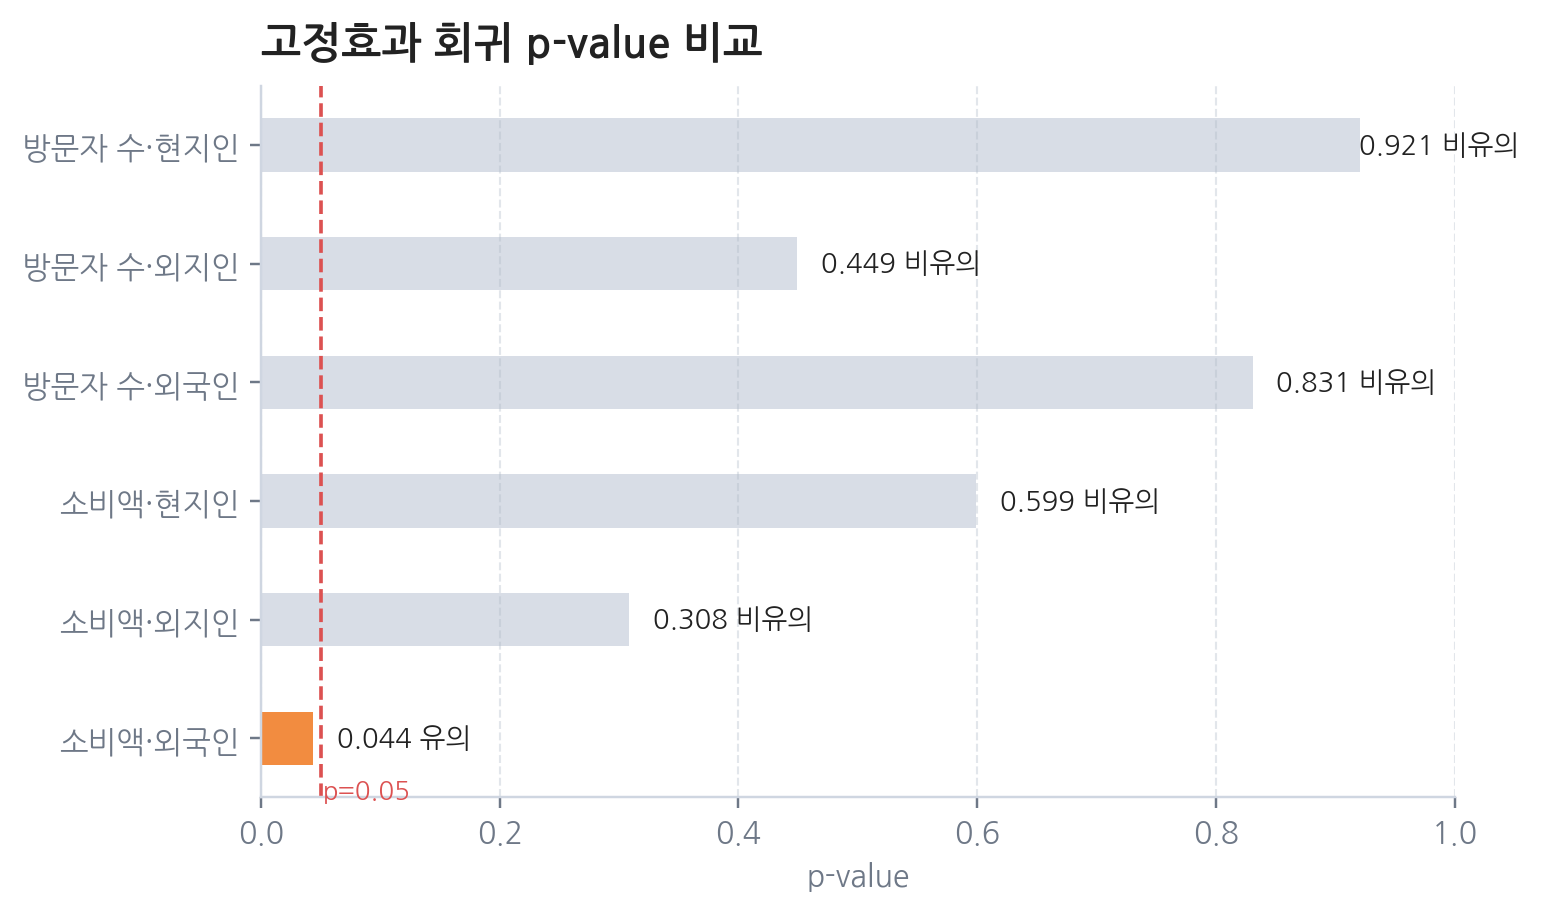 고정효과 회귀 p-value 비교
방문자 수·현지인
0.921 비유의
방문자 수·외지인
0.449 비유의
방문자 수·외국인
0.831 비유의
소비액·현지인
0.599 비유의
소비액·외지인
0.308 비유의
소비액·외국인
0.044 유의
p=0.05
0.0 0.2 0.4 0.6 0.8 1.0
p-value